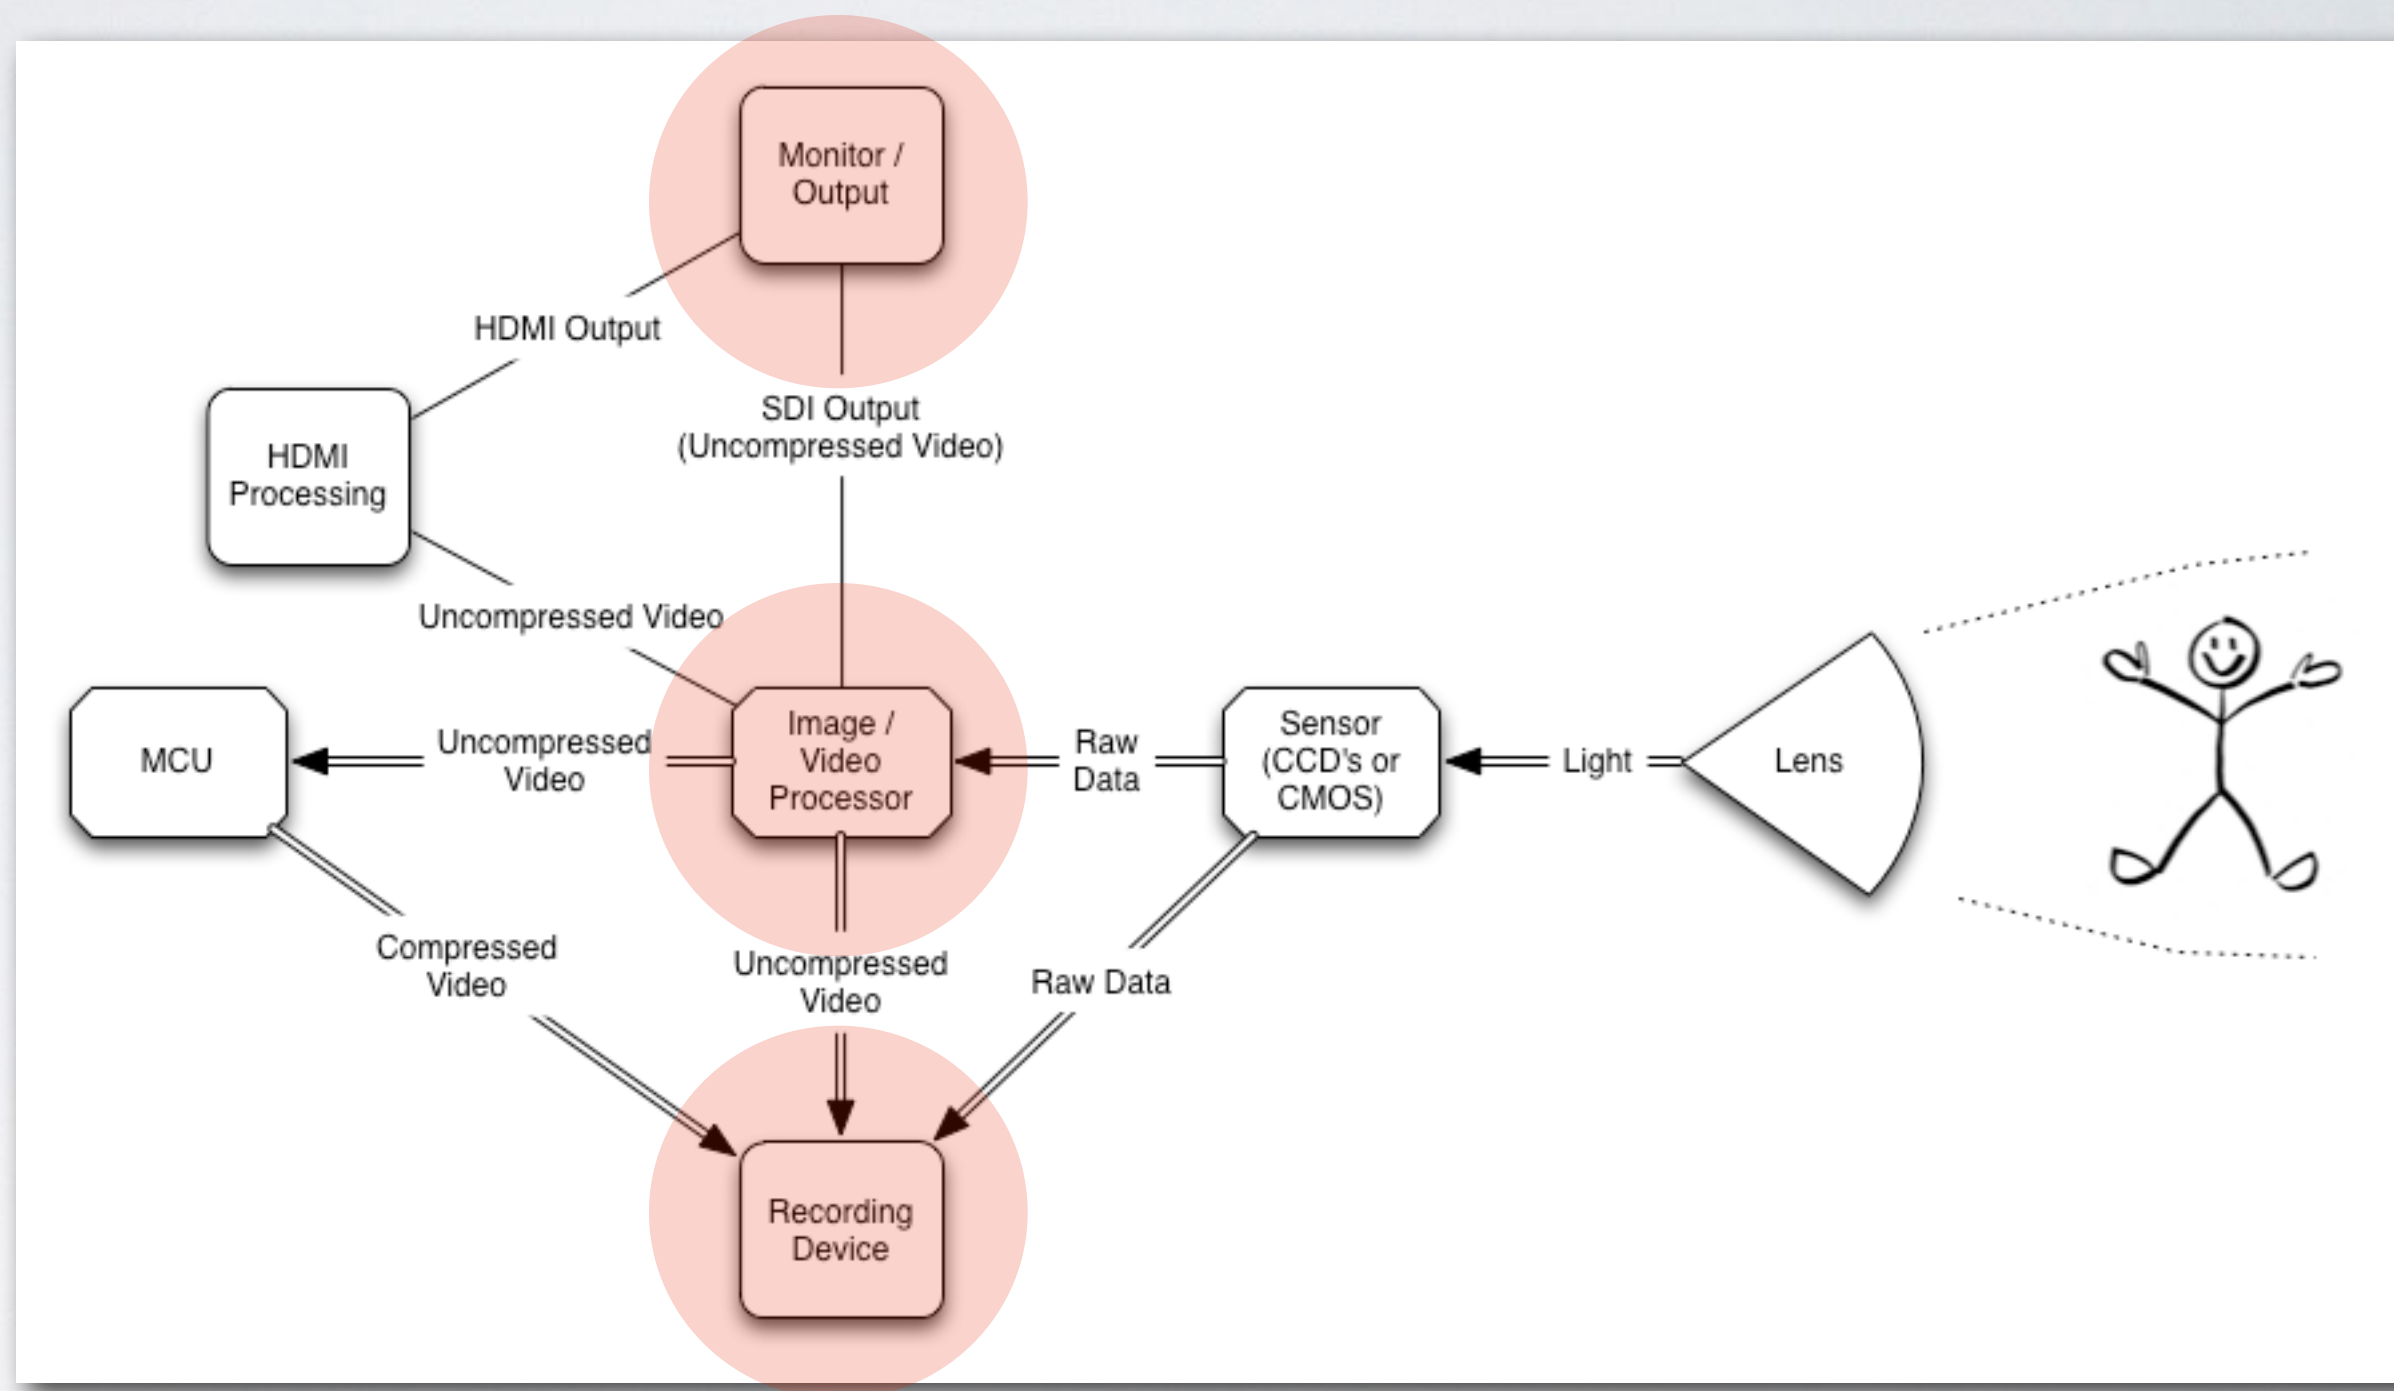 Monitor /
Output
HDMI Output
SDI Output
(Uncompressed Video)
HDMI
Processing
Uncompressed Video
MCU
Uncompressed
Video
Image /
Video
Processor
Raw
Data
Sensor
(CCD's or
CMOS)
Light
Lens
Compressed
Video
Uncompressed
Video
Raw Data
Recording
Device